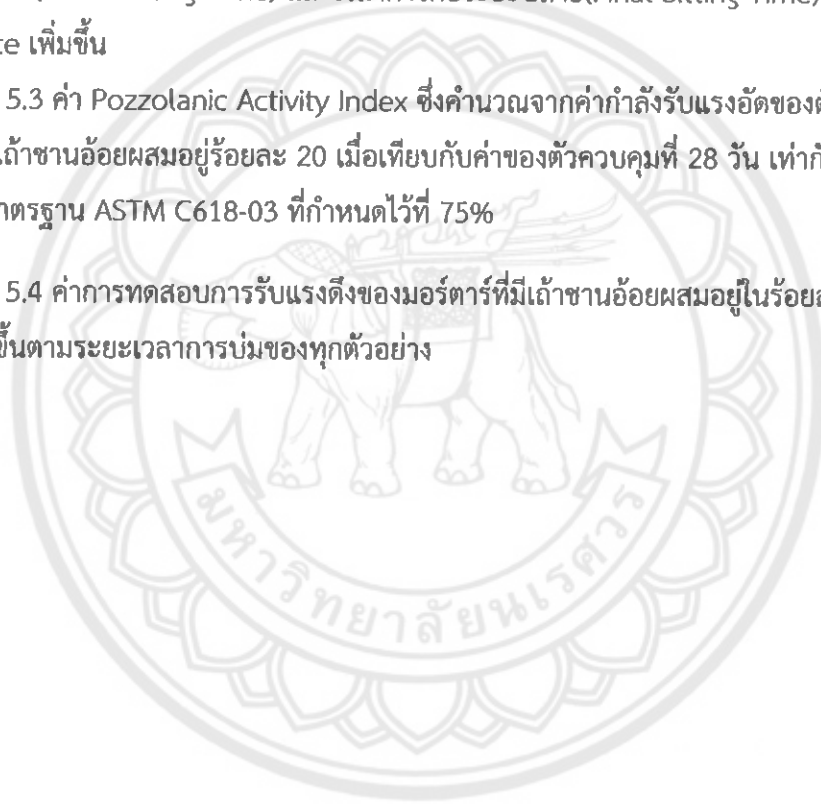 เพิ่มขึ้น
5.3 ค่า Pozzolanic Activity Index ซึ่งคำนวณจากค่ากำลังรับแรงอัดของ
เถ้าชานอ้อยผสมอยู่ร้อยละ 20 เมื่อเทียบกับค่าของตัวควบคุมที่ 28 วัน
ASTM C618-03 ที่กำหนดไว้ที่ 75%
5.4 ค่าการทดสอบการรับแรงดึงของมอร์ตาร์ที่มีเถ้าชานอ้อยผสมอยู่ใน
ขึ้นตามระยะเวลาการบ่มของทุกตัวอย่าง
มหาวิทยาลัยนเรศวร